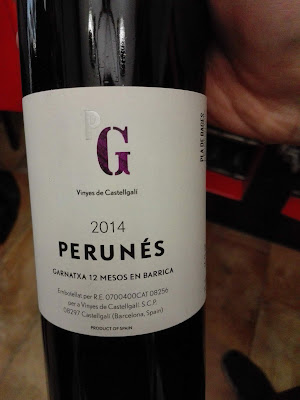 PG
Vinyes de Castellgalí
2014
PERUNÉS
GARNATXA 12 MESOS EN BARRICA
Embotellat per R.E. 0700400CAT 08256
per a Vinyes de Castellgalí S.C.P.
08297 Castellgalí (Barcelona, Spain)
PRODUCT OF SPAIN
PLA DE BAGES